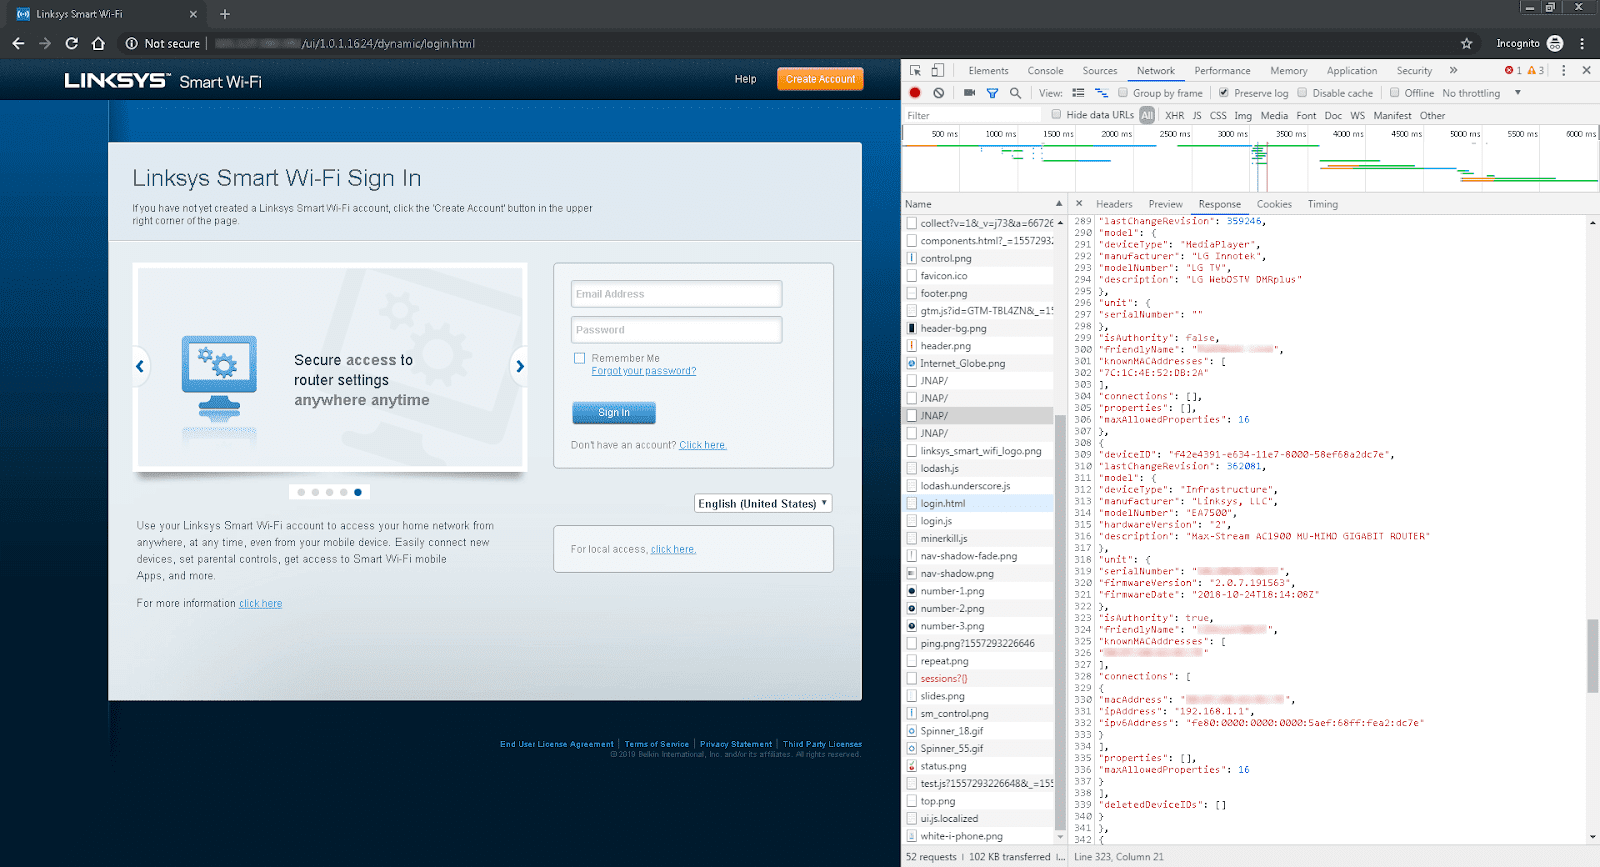 Linksys Smart Wi-Fi
Not secure
/ui/1.0.1.1624/dynamic/login.html
Incognito
LINKSYS™ Smart Wi-Fi
Help
Create Account
Linksys Smart Wi-Fi Sign In
If you have not yet created a Linksys Smart Wi-Fi account, click the 'Create Account' button in the upper
right corner of the page.
Secure access to
router settings
anywhere anytime
Email Address
Password
Remember Me
Forgot your password?
Sign In
Don't have an account? Click here.
English (United States)
For local access, click here.
Use your Linksys Smart Wi-Fi account to access your home network from
anywhere, at any time, even from your mobile device. Easily connect new
devices, set parental controls, get access to Smart Wi-Fi mobile
Apps, and more.
For more information click here
End User License Agreement | Terms of Service | Privacy Statement | Third Party Licenses
© 2019 Belkin International, Inc. and/or its affiliates. All rights reserved.
Elements Console Sources Network Performance Memory Application Security » 1 3
View: Group by frame Preserve log Disable cache Offline No throttling
Filter Hide data URLs All XHR JS CSS Img Media Font Doc WS Manifest Other
500 ms 1000 ms 1500 ms 2000 ms 2500 ms 3000 ms 3500 ms 4000 ms 4500 ms 5000 ms 5500 ms 6000 ms
Name
collect?v=1&_v=j73&a=66726
components.html?_=1557293
control.png
favicon.ico
footer.png
gtm.js?id=GTM-TBL4ZN&_=15
header-bg.png
header.png
Internet_Globe.png
JNAP/
JNAP/
JNAP/
JNAP/
linksys_smart_wifi_logo.png
lodash.js
lodash.underscore.js
login.html
login.js
minerkill.js
nav-shadow-fade.png
nav-shadow.png
number-1.png
number-2.png
number-3.png
ping.png?1557293226646
repeat.png
sessions?{}
slides.png
sm_control.png
Spinner_18.gif
Spinner_55.gif
status.png
test.js?1557293226648&_=155
top.png
ui.js.localized
white-i-phone.png
52 requests | 102 KB transferred |...
Headers Preview Response Cookies Timing
289 "lastChangeRevision": 359246,
290 "model": {
291 "deviceType": "MediaPlayer",
292 "manufacturer": "LG Innotek",
293 "modelNumber": "LG TV",
294 "description": "LG WebOSTV DMRplus"
295 },
296 "unit": {
297 "serialNumber": ""
298 },
299 "isAuthority": false,
300 "friendlyName": "",
301 "knownMACAddresses": [
302 "7C:1C:4E:52:DB:2A"
303 ],
304 "connections": [],
305 "properties": [],
306 "maxAllowedProperties": 16
307 },
308 {
309 "deviceID": "f42e4391-e634-11e7-8000-58ef68a2dc7e",
310 "lastChangeRevision": 362081,
311 "model": {
312 "deviceType": "Infrastructure",
313 "manufacturer": "Linksys, LLC",
314 "modelNumber": "EA7500",
315 "hardwareVersion": "2",
316 "description": "Max-Stream AC1900 MU-MIMO GIGABIT ROUTER"
317 },
318 "unit": {
319 "serialNumber": "",
320 "firmwareVersion": "2.0.7.191563",
321 "firmwareDate": "2018-10-24T18:14:08Z"
322 },
323 "isAuthority": true,
324 "friendlyName": "",
325 "knownMACAddresses": [
326 ""
327 ],
328 "connections": [
329 {
330 "macAddress": "",
331 "ipAddress": "192.168.1.1",
332 "ipv6Address": "fe80:0000:0000:0000:5aef:68ff:fea2:dc7e"
333 }
334 ],
335 "properties": [],
336 "maxAllowedProperties": 16
337 }
338 ],
339 "deletedDeviceIDs": []
340 }
341 },
342 {
Line 323, Column 21